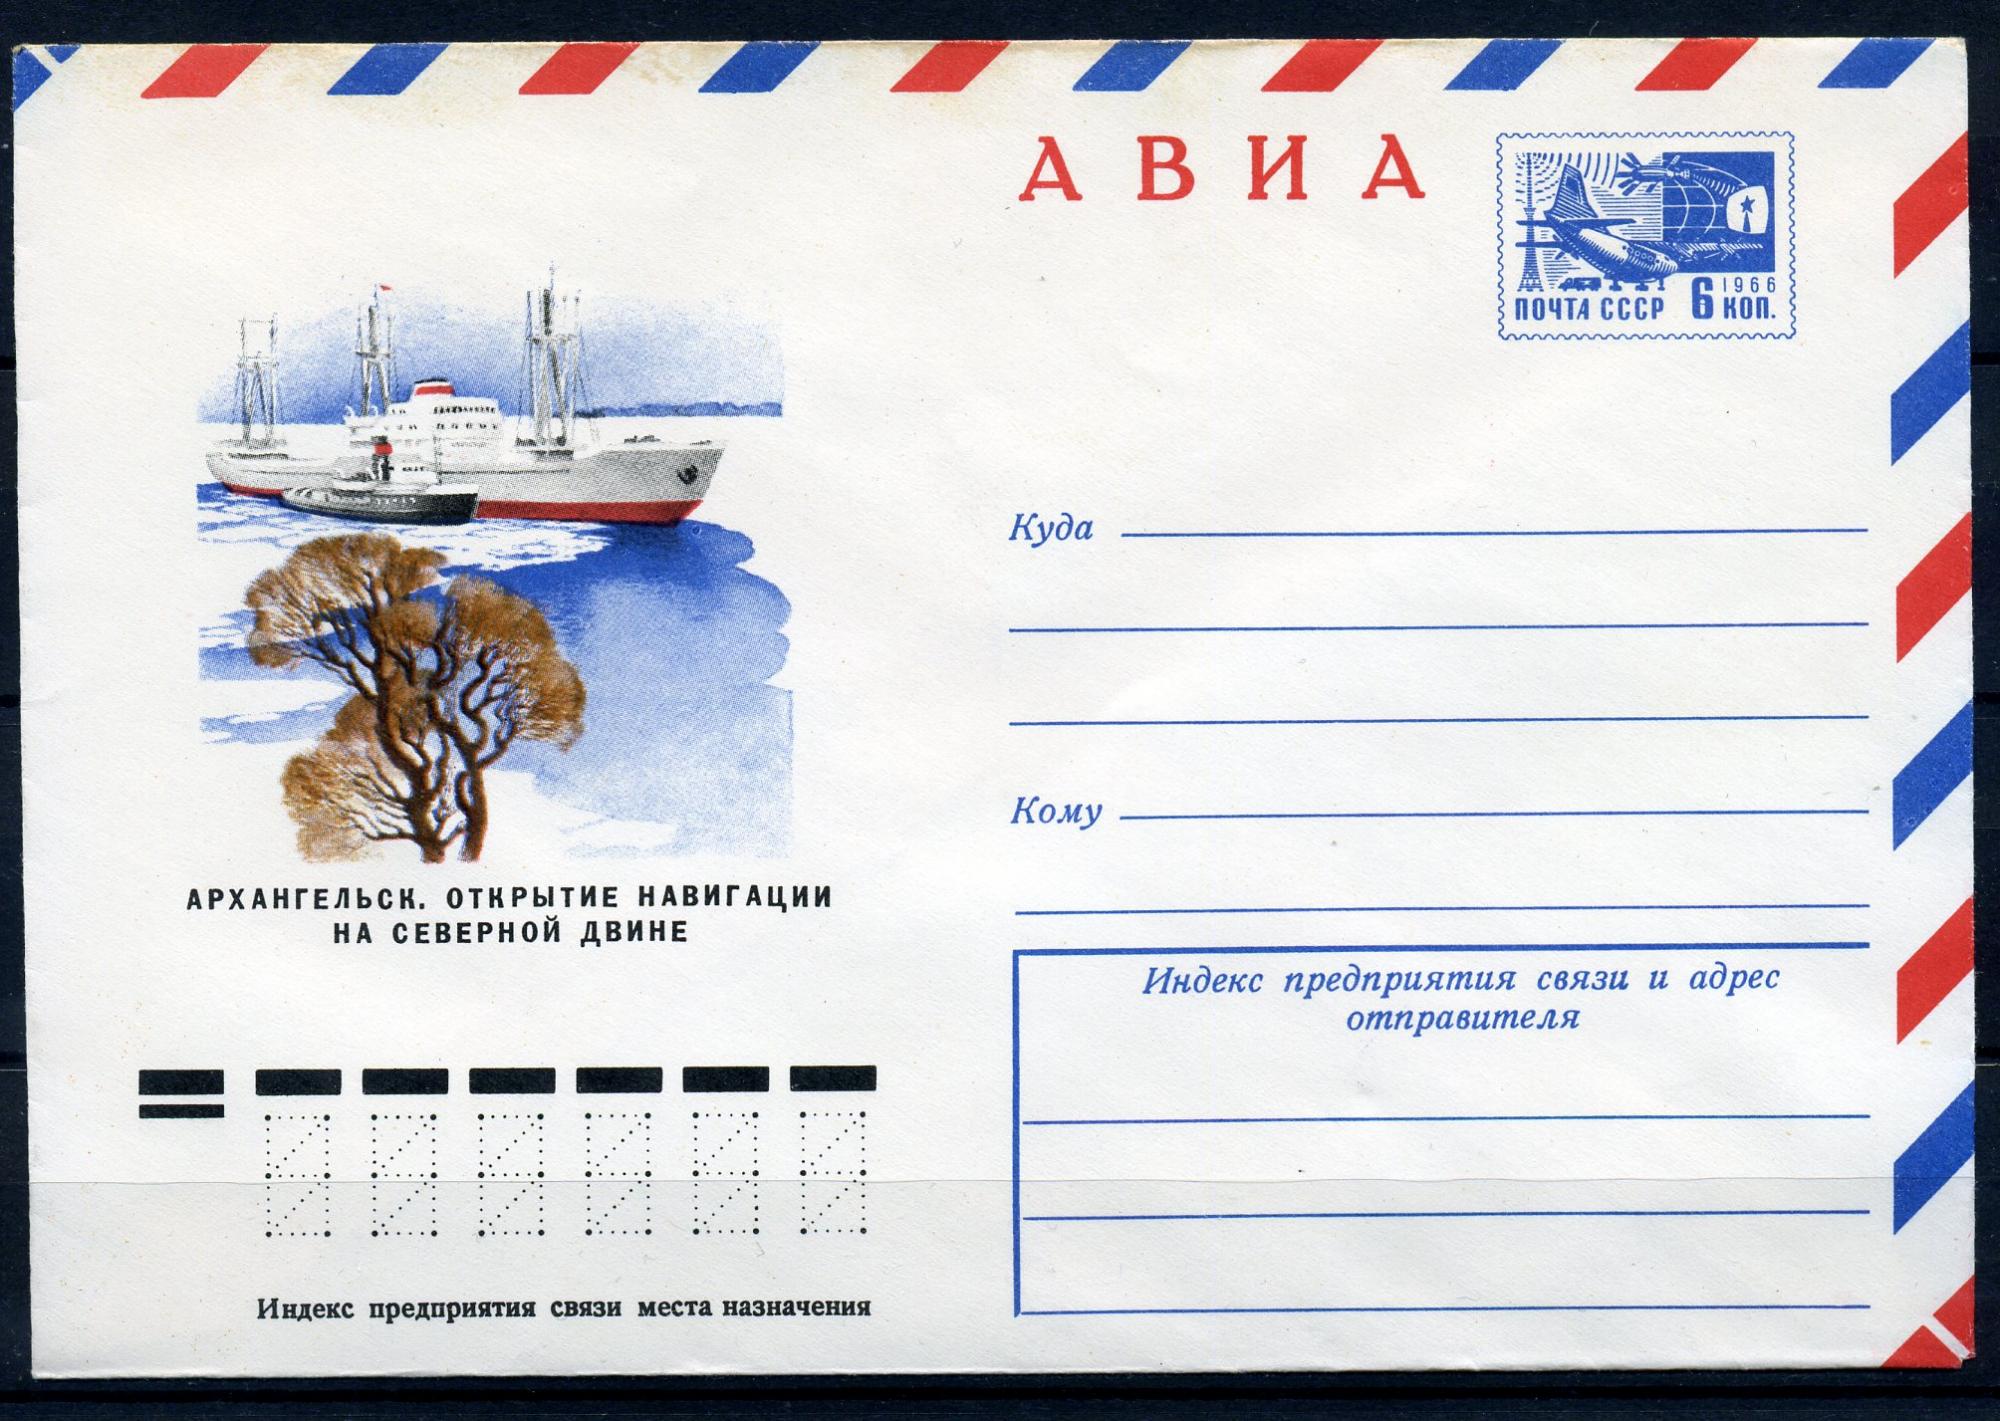 АВИА
1966
ПОЧТА СССР 6 КОП.
АРХАНГЕЛЬСК. ОТКРЫТИЕ НАВИГАЦИИ
НА СЕВЕРНОЙ ДВИНЕ
Куда
Кому
Индекс предприятия связи и адрес
отправителя
Индекс предприятия связи места назначения